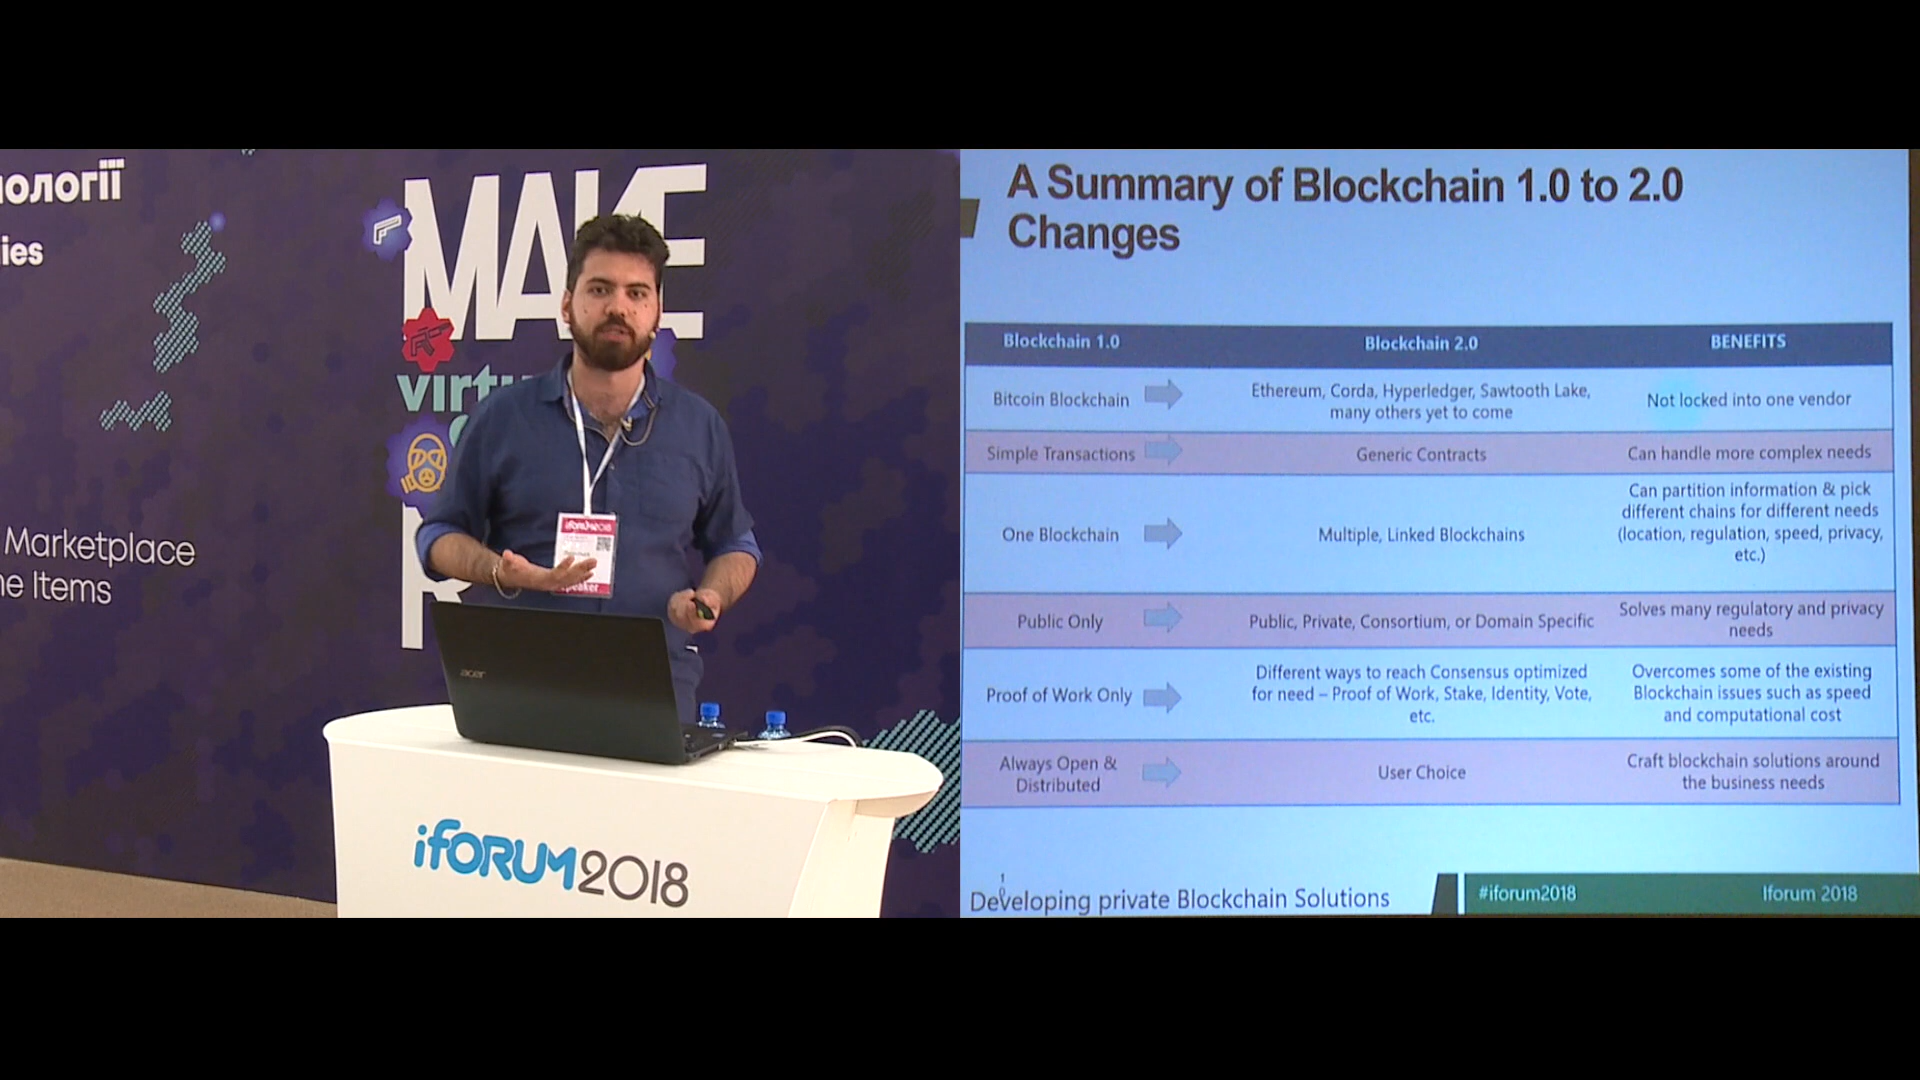 ології
ies
MAKE
virtu
Marketplace
e Items
R
iforum2018
speaker
acer
iFORUM2018
A Summary of Blockchain 1.0 to 2.0
Changes
Blockchain 1.0
Blockchain 2.0
BENEFITS
Bitcoin Blockchain
Ethereum, Corda, Hyperledger, Sawtooth Lake,
many others yet to come
Not locked into one vendor
Simple Transactions
Generic Contracts
Can handle more complex needs
One Blockchain
Multiple, Linked Blockchains
Can partition information & pick
different chains for different needs
(location, regulation, speed, privacy,
etc.)
Public Only
Public, Private, Consortium, or Domain Specific
Solves many regulatory and privacy
needs
Proof of Work Only
Different ways to reach Consensus optimized
for need – Proof of Work, Stake, Identity, Vote,
etc.
Overcomes some of the existing
Blockchain issues such as speed
and computational cost
Always Open &
Distributed
User Choice
Craft blockchain solutions around
the business needs
Developing private Blockchain Solutions
#iforum2018
Iforum 2018